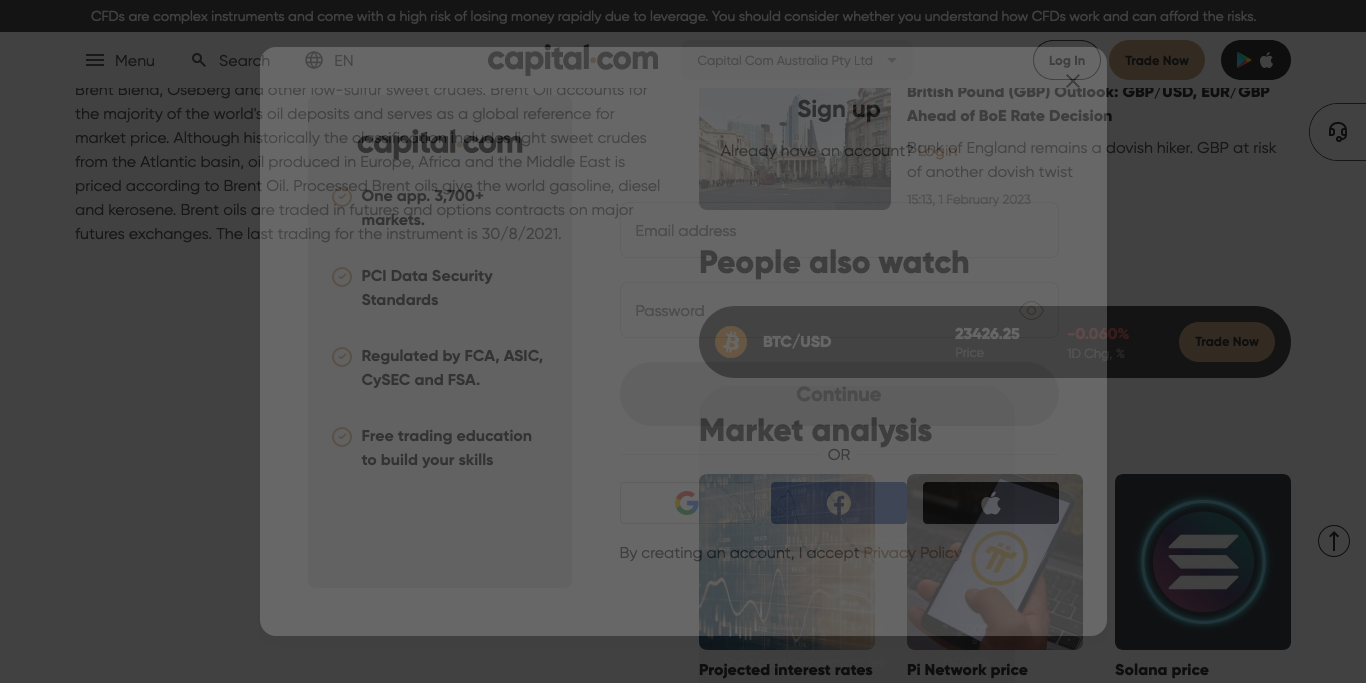 CFDs are complex instruments and come with a high risk of losing money rapidly due to leverage. You should consider whether you understand how CFDs work and can afford the risks.
Menu
Search
EN
capital.com
Capital Com Australia Pty Ltd
Log In
Trade Now
Brent Blend, Oseberg and other low-sulfur sweet crudes. Brent Oil accounts for
the majority of the world's oil deposits and serves as a global reference for
market price. Although historically the classification includes light sweet crudes
from the Atlantic basin, oil produced in Europe, Africa and the Middle East is
priced according to Brent Oil. Processed Brent oils give the world gasoline, diesel
and kerosene. Brent oils are traded in futures and options contracts on major
futures exchanges. The last trading for the instrument is 30/8/2021.
British Pound (GBP) Outlook: GBP/USD, EUR/GBP
Ahead of BoE Rate Decision
Bank of England remains a dovish hiker. GBP at risk
of another dovish twist
15:13, 1 February 2023
People also watch
BTC/USD
23426.25
Price
-0.060%
1D Chg, %
Trade Now
Market analysis
Projected interest rates
Pi Network price
Solana price
capital.com
One app. 3,700+
markets.
PCI Data Security
Standards
Regulated by FCA, ASIC,
CySEC and FSA.
Free trading education
to build your skills
Sign up
Already have an account? Login
Email address
Password
Continue
OR
By creating an account, I accept Privacy Policy